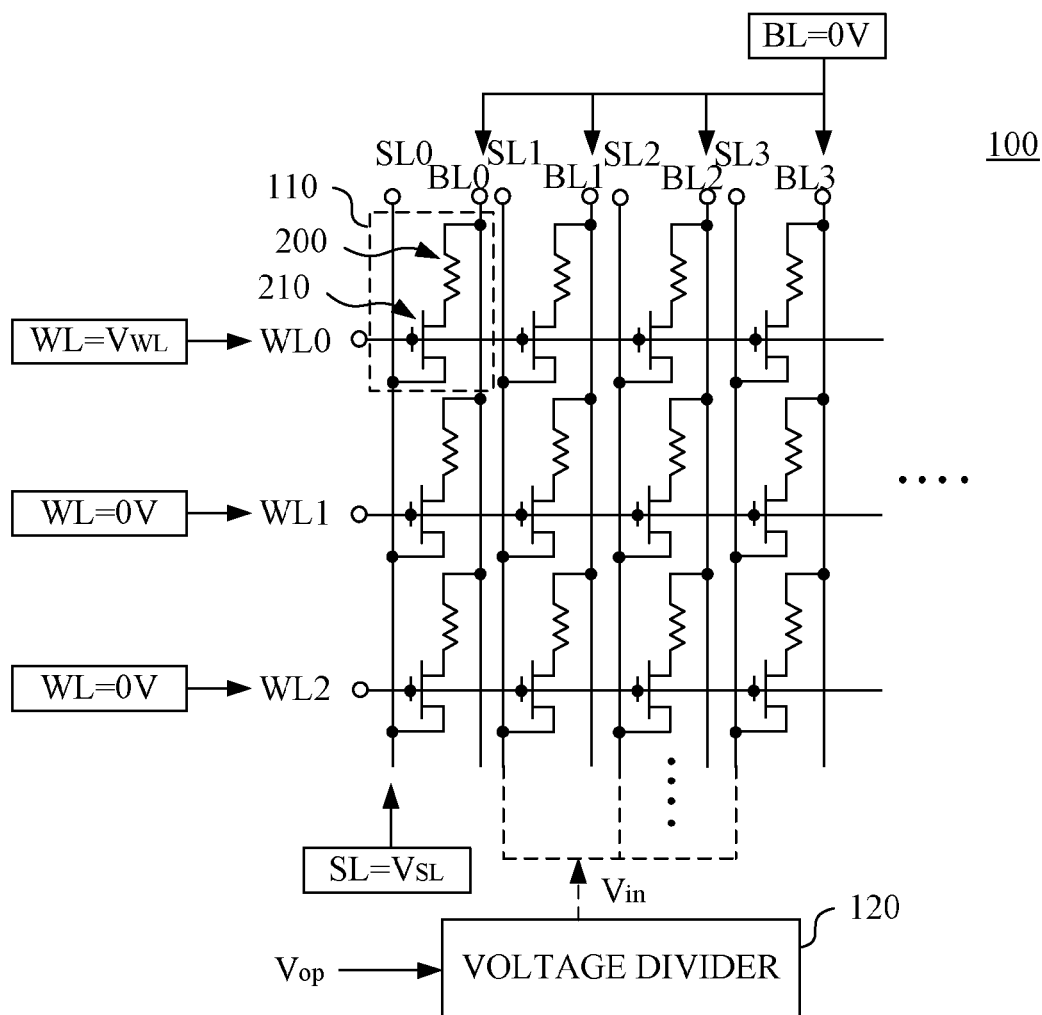 BL=0V
100
SL0 SL1 SL2 SL3
BL0 BL1 BL2 BL3
110
200
210
WL=VWL WL0
WL=0V WL1
WL=0V WL2
SL=VSL
Vin
120
Vop VOLTAGE DIVIDER